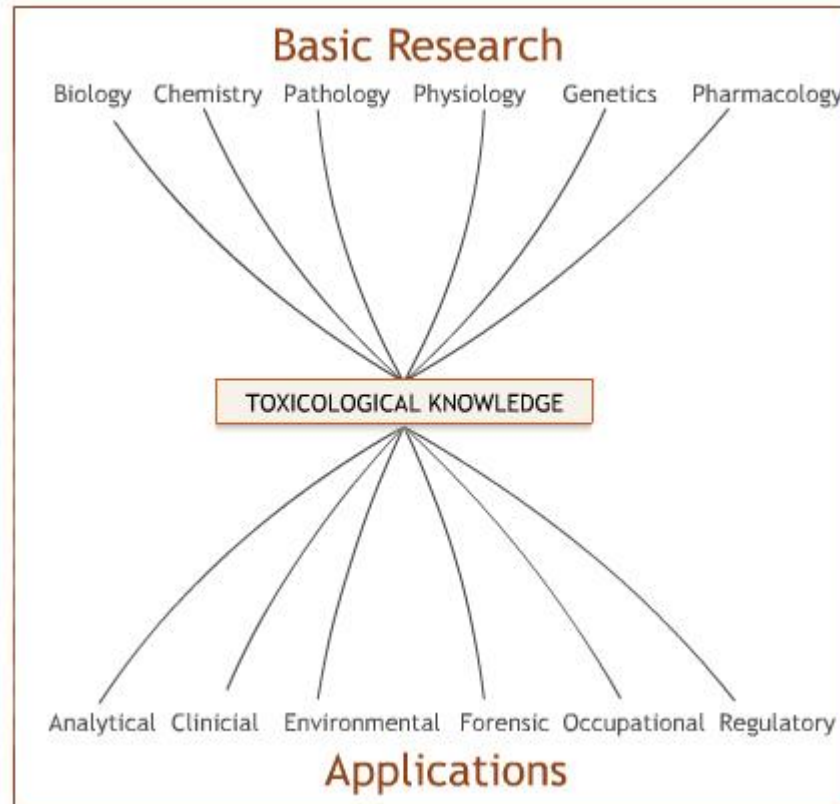 Basic Research
Biology Chemistry Pathology Physiology Genetics Pharmacology
TOXICOLOGICAL KNOWLEDGE
Analytical Clinicial Environmental Forensic Occupational Regulatory
Applications